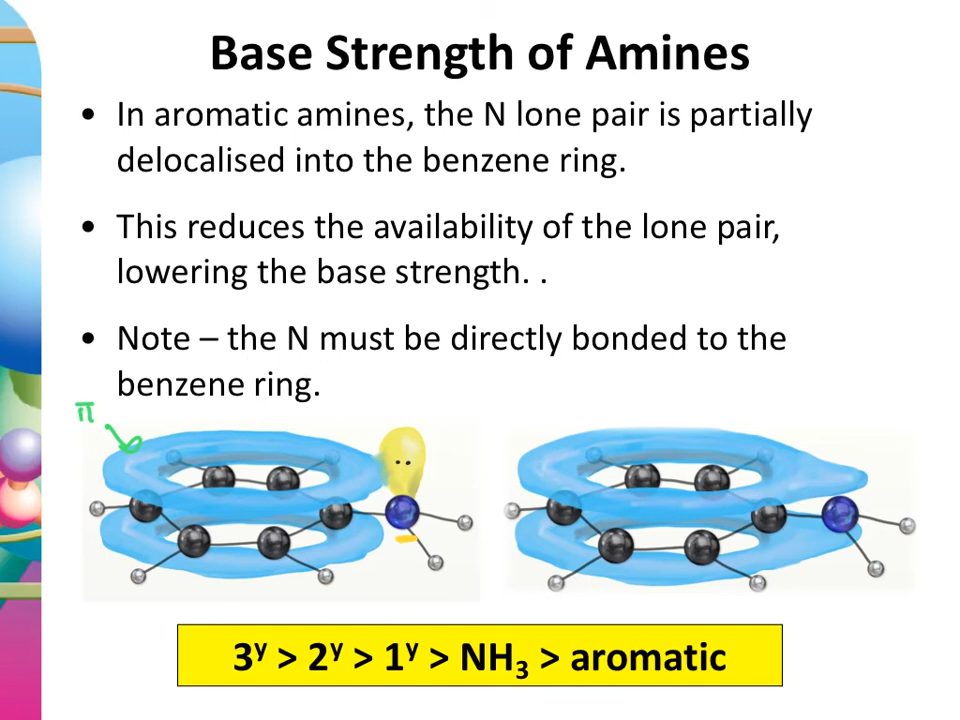 Base Strength of Amines
• In aromatic amines, the N lone pair is partially
delocalised into the benzene ring.
• This reduces the availability of the lone pair,
lowering the base strength. .
• Note – the N must be directly bonded to the
benzene ring.
π
3ʸ > 2ʸ > 1ʸ > NH₃ > aromatic